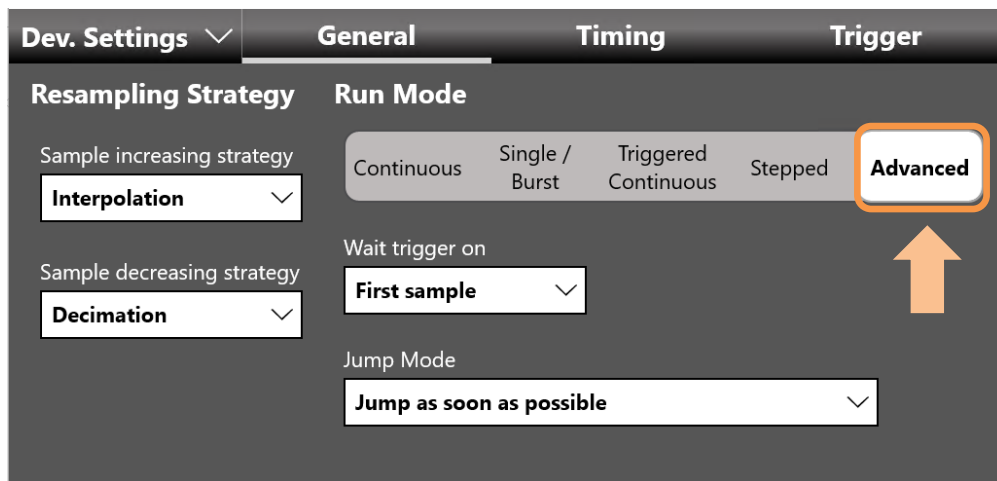 Dev. Settings General Timing Trigger
Resampling Strategy
Sample increasing strategy
Interpolation
Sample decreasing strategy
Decimation
Run Mode
Continuous
Single /
Burst
Triggered
Continuous
Stepped
Advanced
Wait trigger on
First sample
Jump Mode
Jump as soon as possible